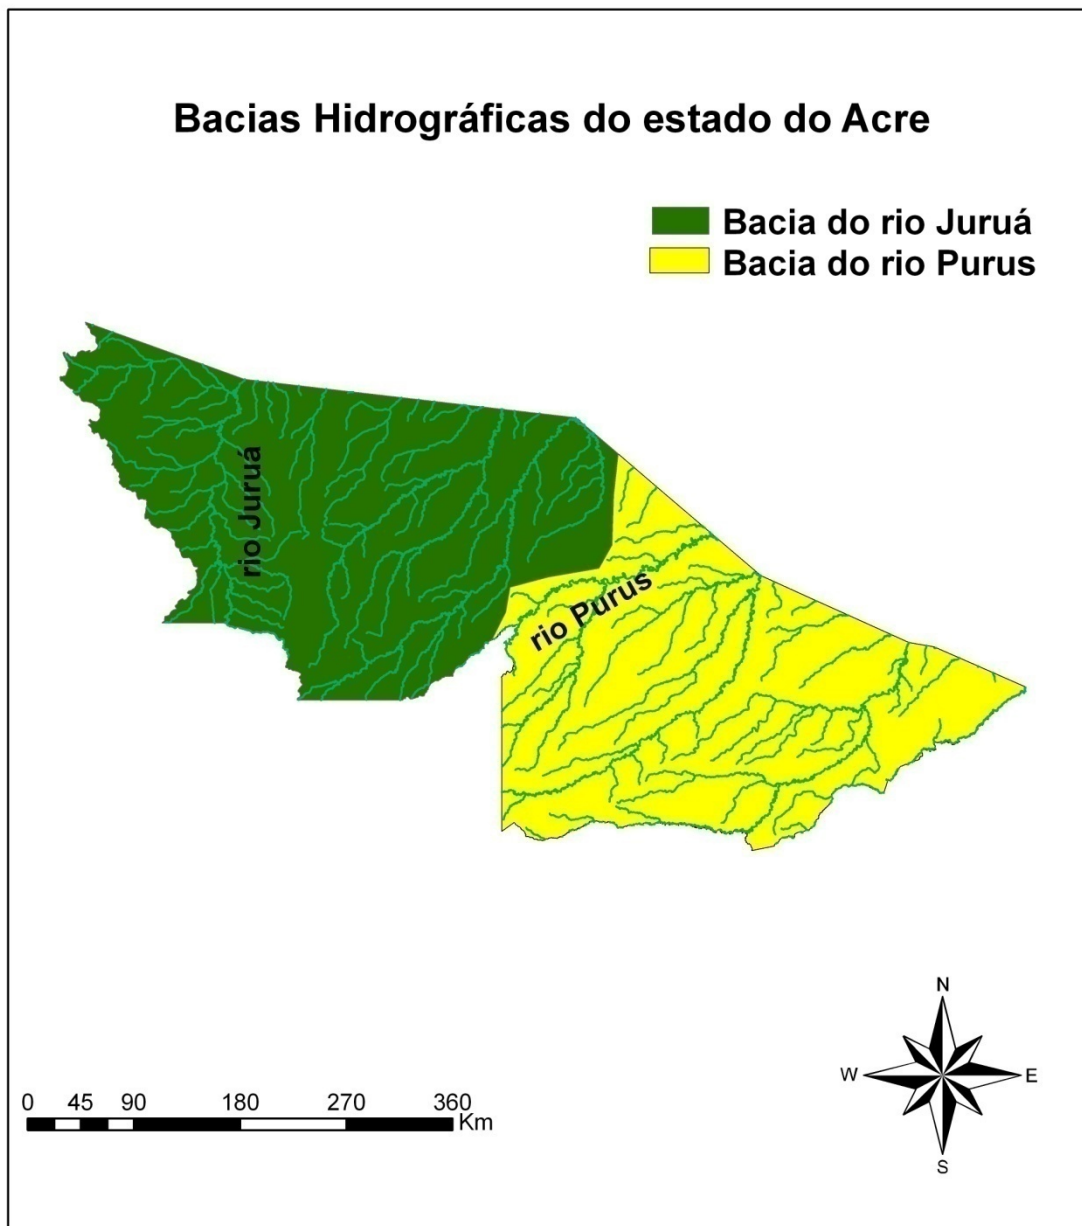 Bacias Hidrográficas do estado do Acre
Bacia do rio Juruá
Bacia do rio Purus
rio Juruá
rio Purus
N
W E
S
0 45 90 180 270 360
Km